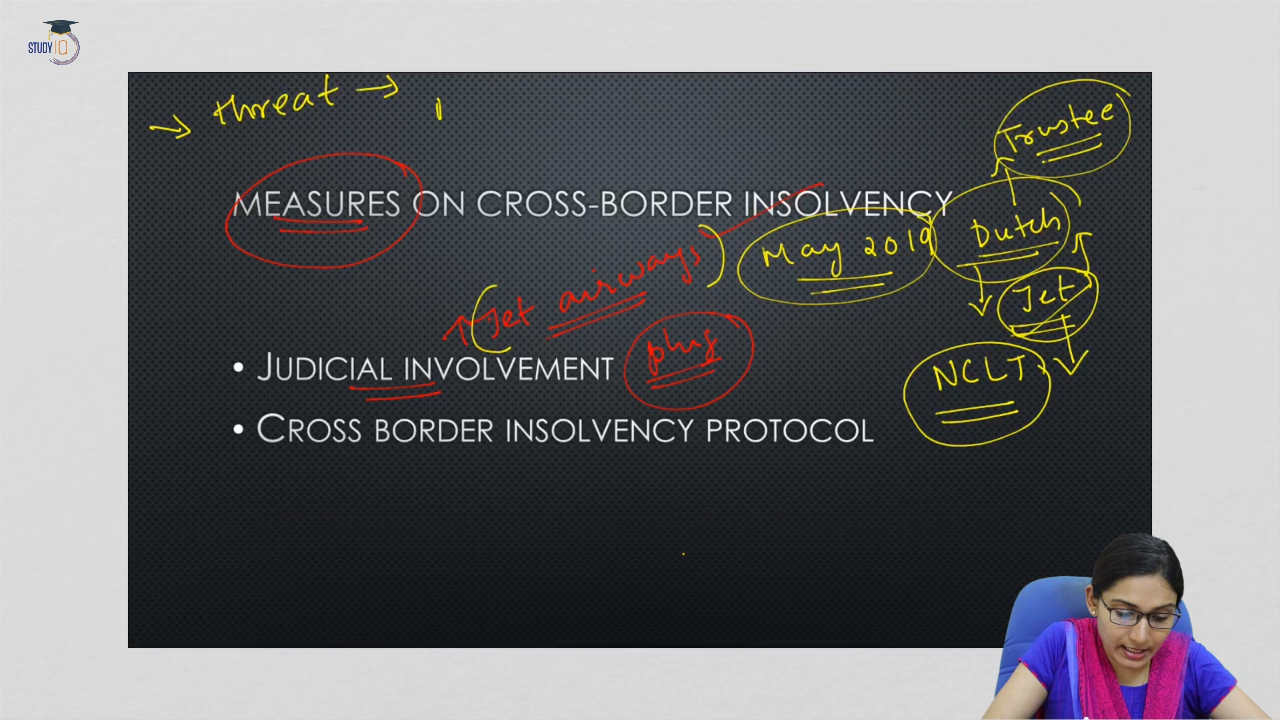 STUDY IQ
→ threat →
Trustee
MEASURES ON CROSS-BORDER INSOLVENCY
May 2019
Dutch
Jet airways
Jet
• JUDICIAL INVOLVEMENT
plug
NCLT
• CROSS BORDER INSOLVENCY PROTOCOL